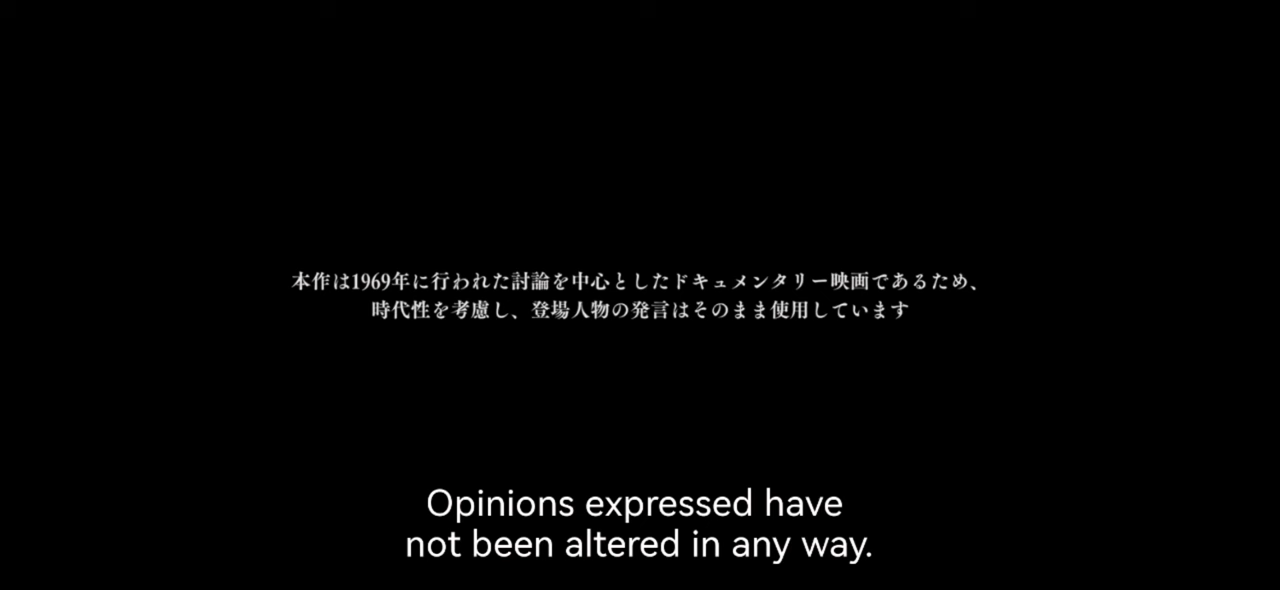 本作は1969年に行われた討論を中心としたドキュメンタリー映画であるため、
時代性を考慮し、登場人物の発言はそのまま使用しています
Opinions expressed have
not been altered in any way.